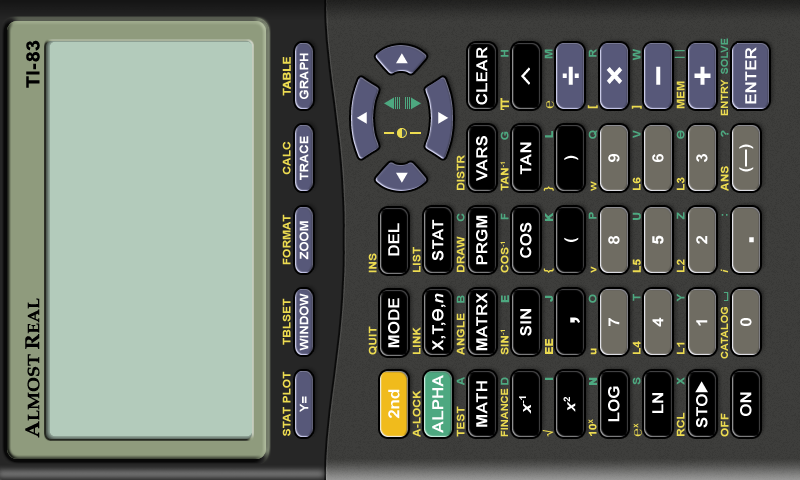 ALMOST REAL TI-83
STAT PLOT TBLSET FORMAT CALC TABLE
Y= WINDOW ZOOM TRACE GRAPH
QUIT INS
2nd MODE DEL
A-LOCK LINK LIST
ALPHA X,T,Θ,n STAT
TEST A ANGLE B DRAW C DISTR
MATH MATRX PRGM VARS CLEAR
FINANCE D SIN⁻¹ E COS⁻¹ F TAN⁻¹ G π H
x⁻¹ SIN COS TAN ^
√ I EE J { K } L e M
x² , ( ) ÷
10ˣ N u O v P w Q [ R
LOG 7 8 9 ×
eˣ S L4 T L5 U L6 V ] W
LN 4 5 6 −
RCL X L1 Y L2 Z L3 Θ MEM ||
STO▶ 1 2 3 +
OFF CATALOG ␣ i : ANS ? ENTRY SOLVE
ON 0 . (—) ENTER